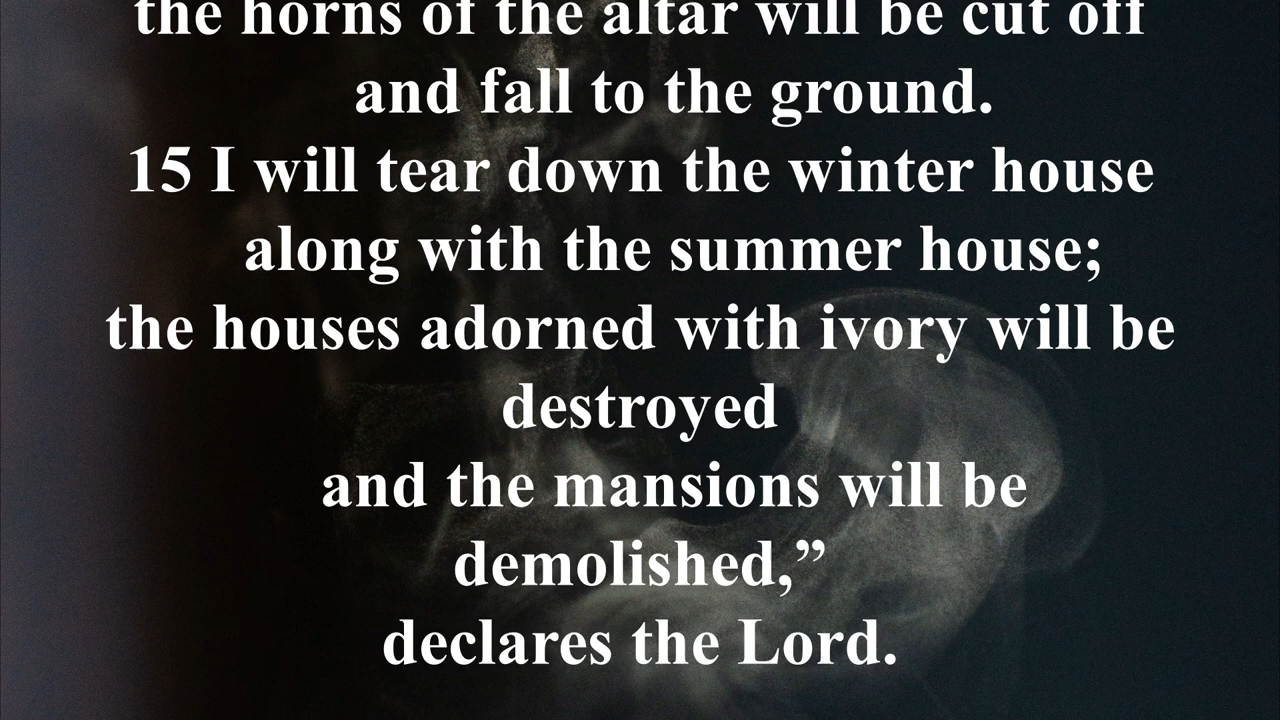 the horns of the altar will be cut off
and fall to the ground.
15 I will tear down the winter house
along with the summer house;
the houses adorned with ivory will be
destroyed
and the mansions will be
demolished,”
declares the Lord.